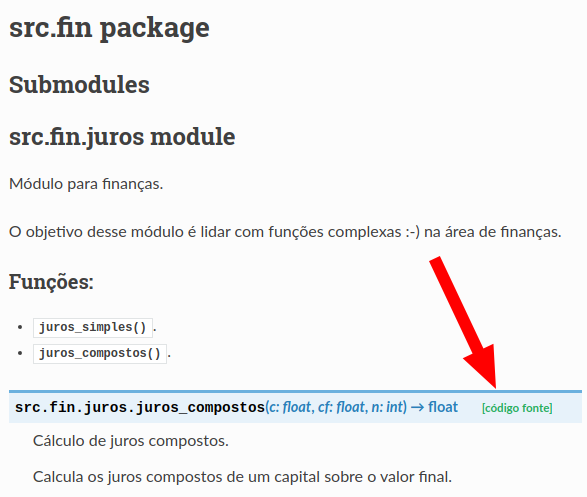 src.fin package
Submodules
src.fin.juros module
Módulo para finanças.
O objetivo desse módulo é lidar com funções complexas :-) na área de finanças.
Funções:
• juros_simples().
• juros_compostos().
src.fin.juros.juros_compostos(c: float, cf: float, n: int) → float [código fonte]
Cálculo de juros compostos.
Calcula os juros compostos de um capital sobre o valor final.